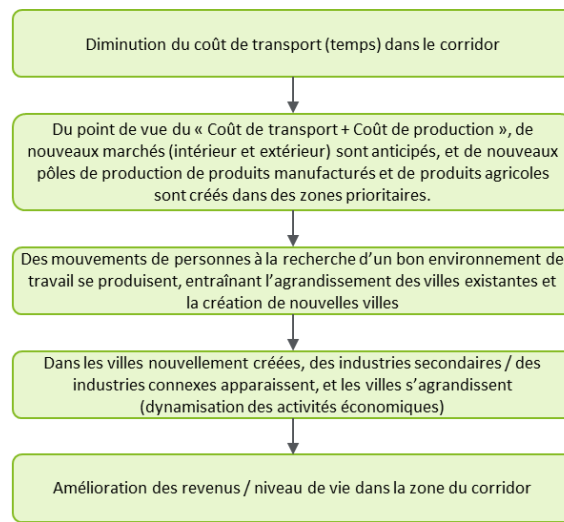 Diminution du coût de transport (temps) dans le corridor
Du point de vue du « Coût de transport + Coût de production », de
nouveaux marchés (intérieur et extérieur) sont anticipés, et de nouveaux
pôles de production de produits manufacturés et de produits agricoles
sont créés dans des zones prioritaires.
Des mouvements de personnes à la recherche d’un bon environnement de
travail se produisent, entraînant l’agrandissement des villes existantes et
la création de nouvelles villes
Dans les villes nouvellement créées, des industries secondaires / des
industries connexes apparaissent, et les villes s’agrandissent
(dynamisation des activités économiques)
Amélioration des revenus / niveau de vie dans la zone du corridor